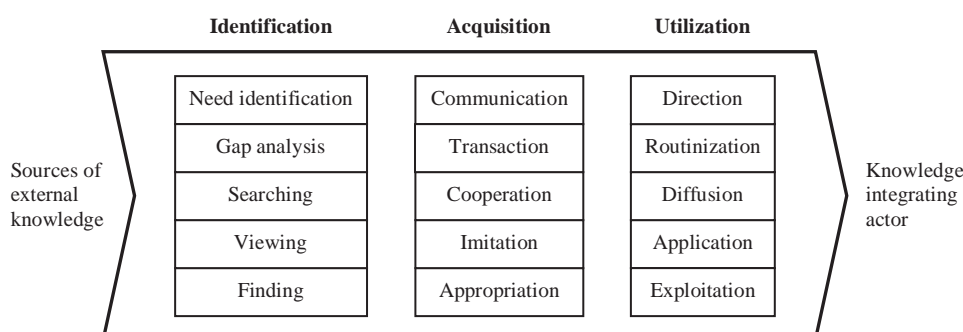 Identification
Acquisition
Utilization
Sources of
external
knowledge
Need identification
Gap analysis
Searching
Viewing
Finding
Communication
Transaction
Cooperation
Imitation
Appropriation
Direction
Routinization
Diffusion
Application
Exploitation
Knowledge
integrating
actor